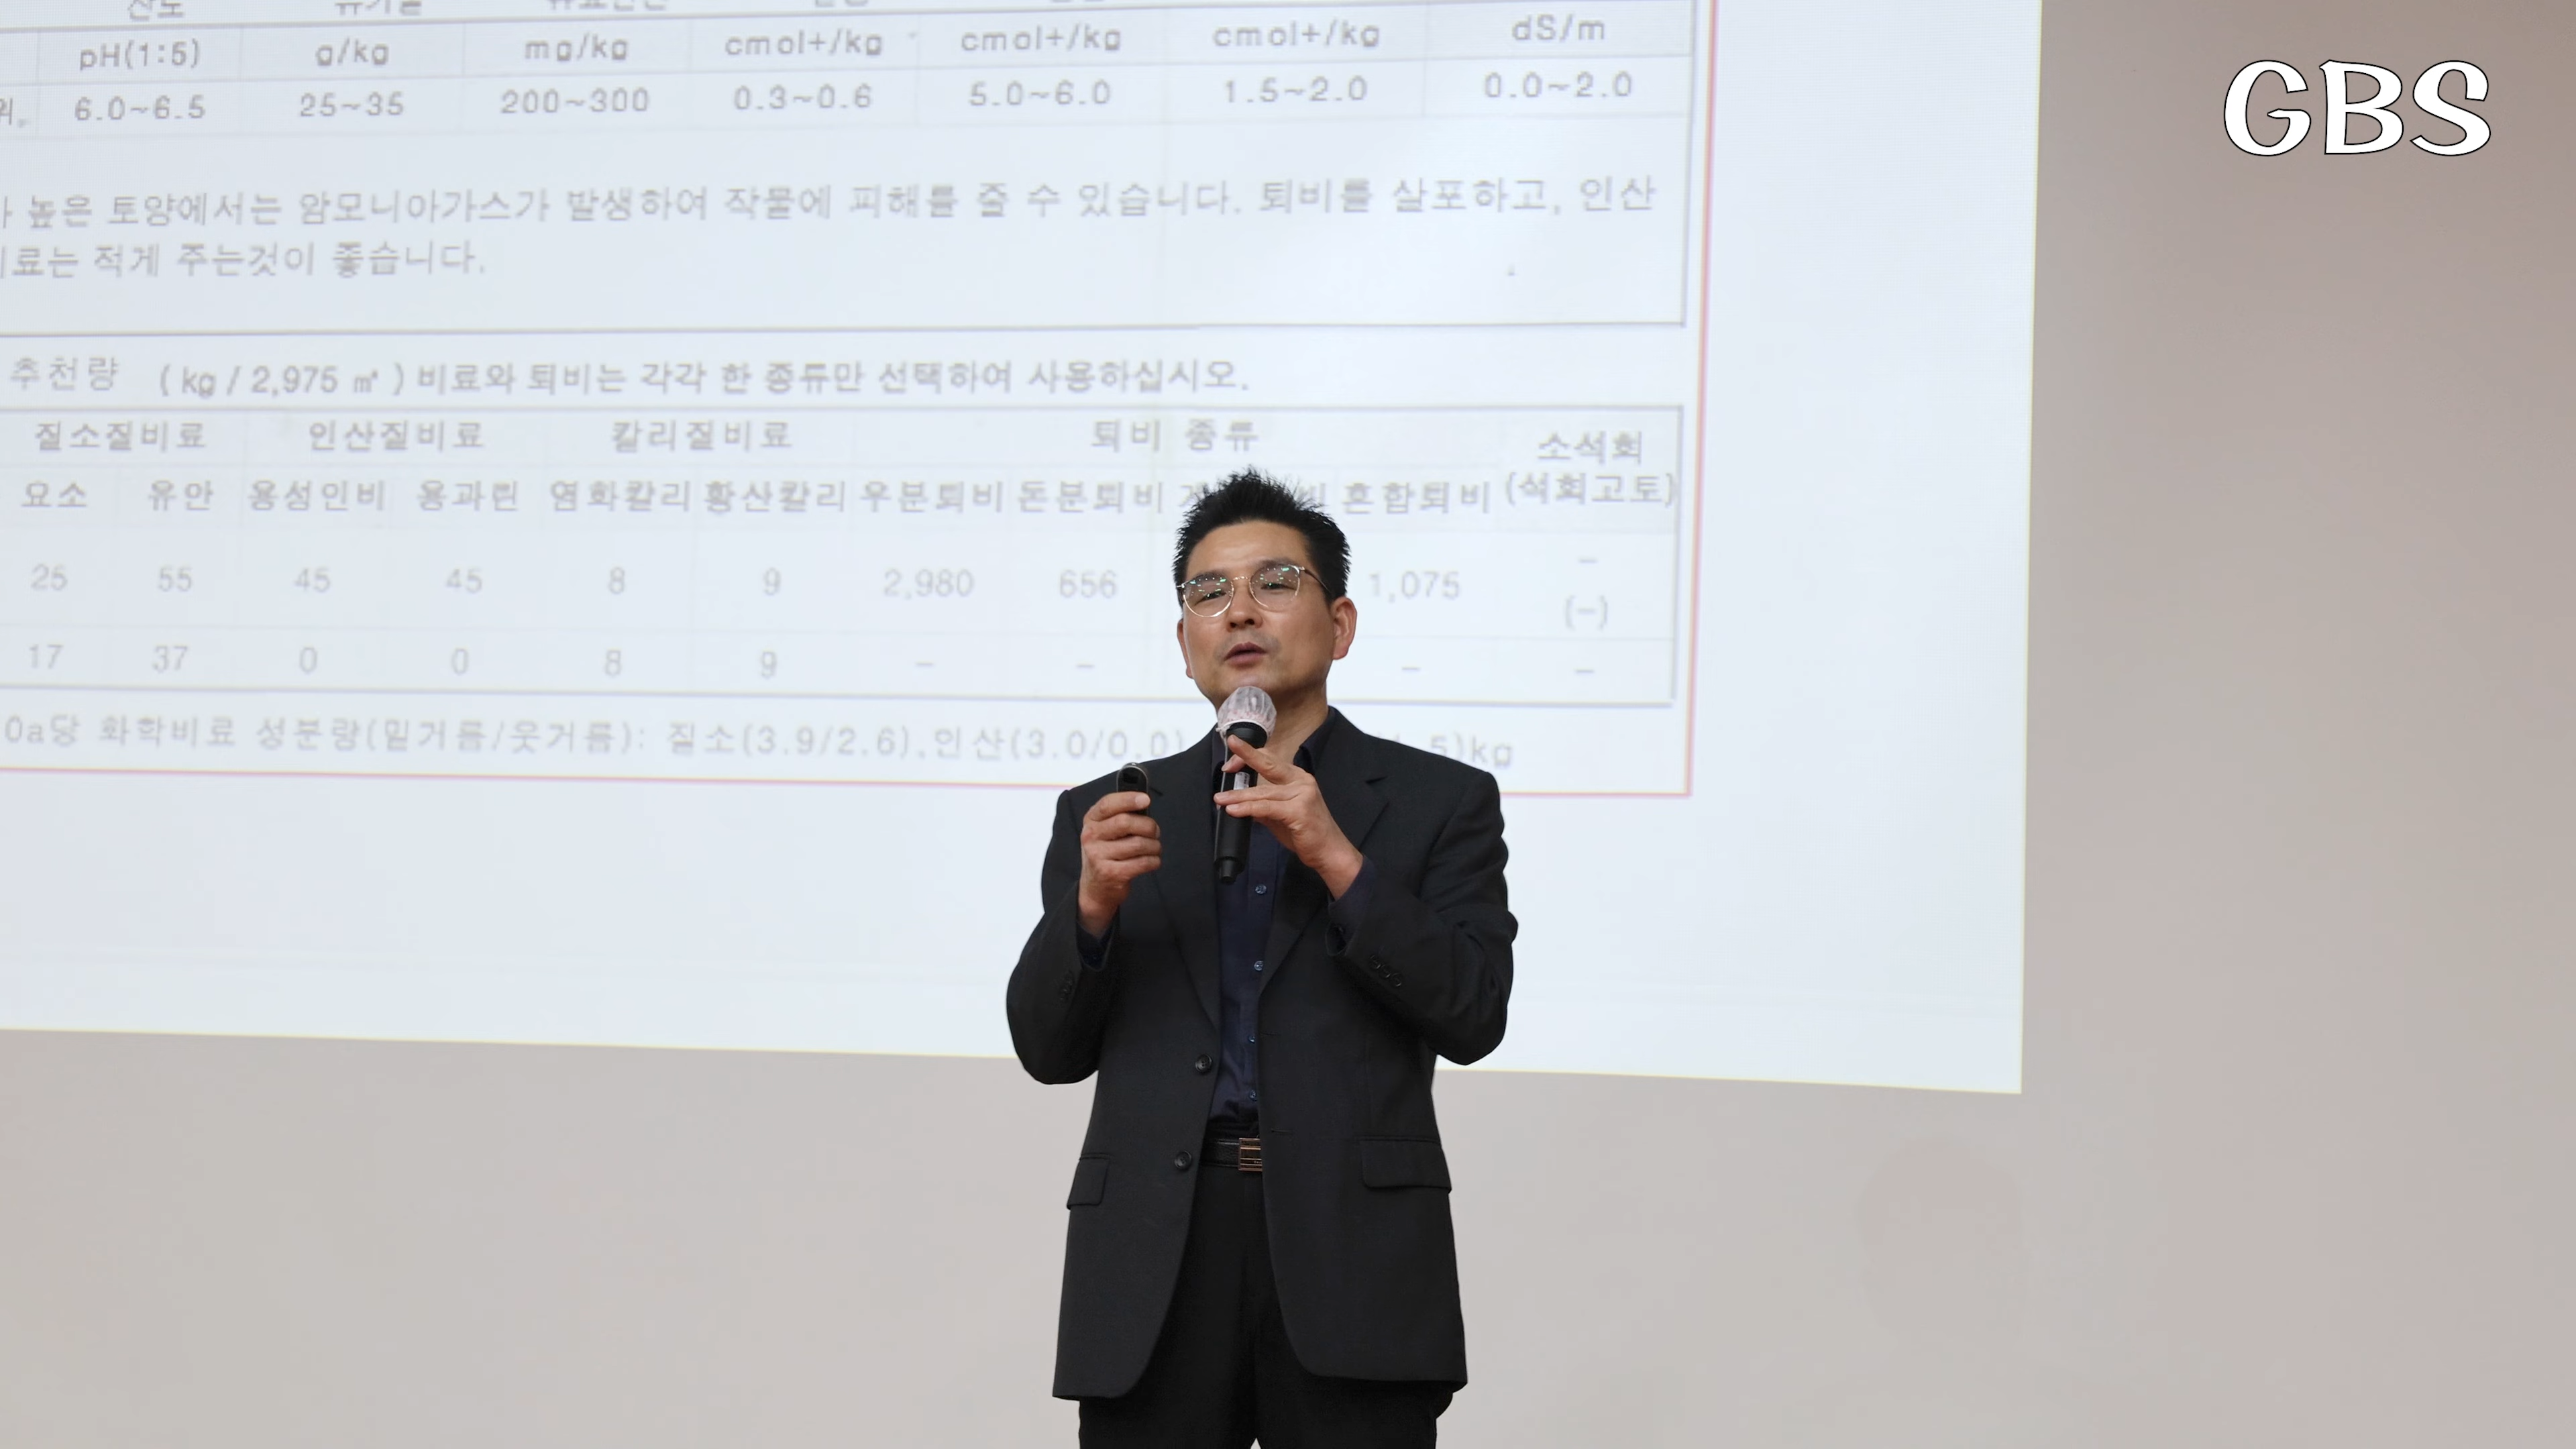 GBS
pH(1:5) g/kg mg/kg cmol+/kg cmol+/kg cmol+/kg dS/m
6.0~6.5 25~35 200~300 0.3~0.6 5.0~6.0 1.5~2.0 0.0~2.0
높은 토양에서는 암모니아가스가 발생하여 작물에 피해를 줄 수 있습니다. 퇴비를 살포하고, 인산
료는 적게 주는것이 좋습니다.
추천량 ( kg / 2,975 ㎡ ) 비료와 퇴비는 각각 한 종류만 선택하여 사용하십시오.
질소질비료 인산질비료 칼리질비료 퇴비 종류 소석회
요소 유안 용성인비 용과린 염화칼리 황산칼리 우분퇴비 돈분퇴비 혼합퇴비 (석회고토)
25 55 45 45 8 9 2,980 656 1,075 –
(–)
17 37 0 0 8 9 – – – –
0a당 화학비료 성분량(밑거름/웃거름): 질소(3.9/2.6),인산(3.0/0.0) 5)kg